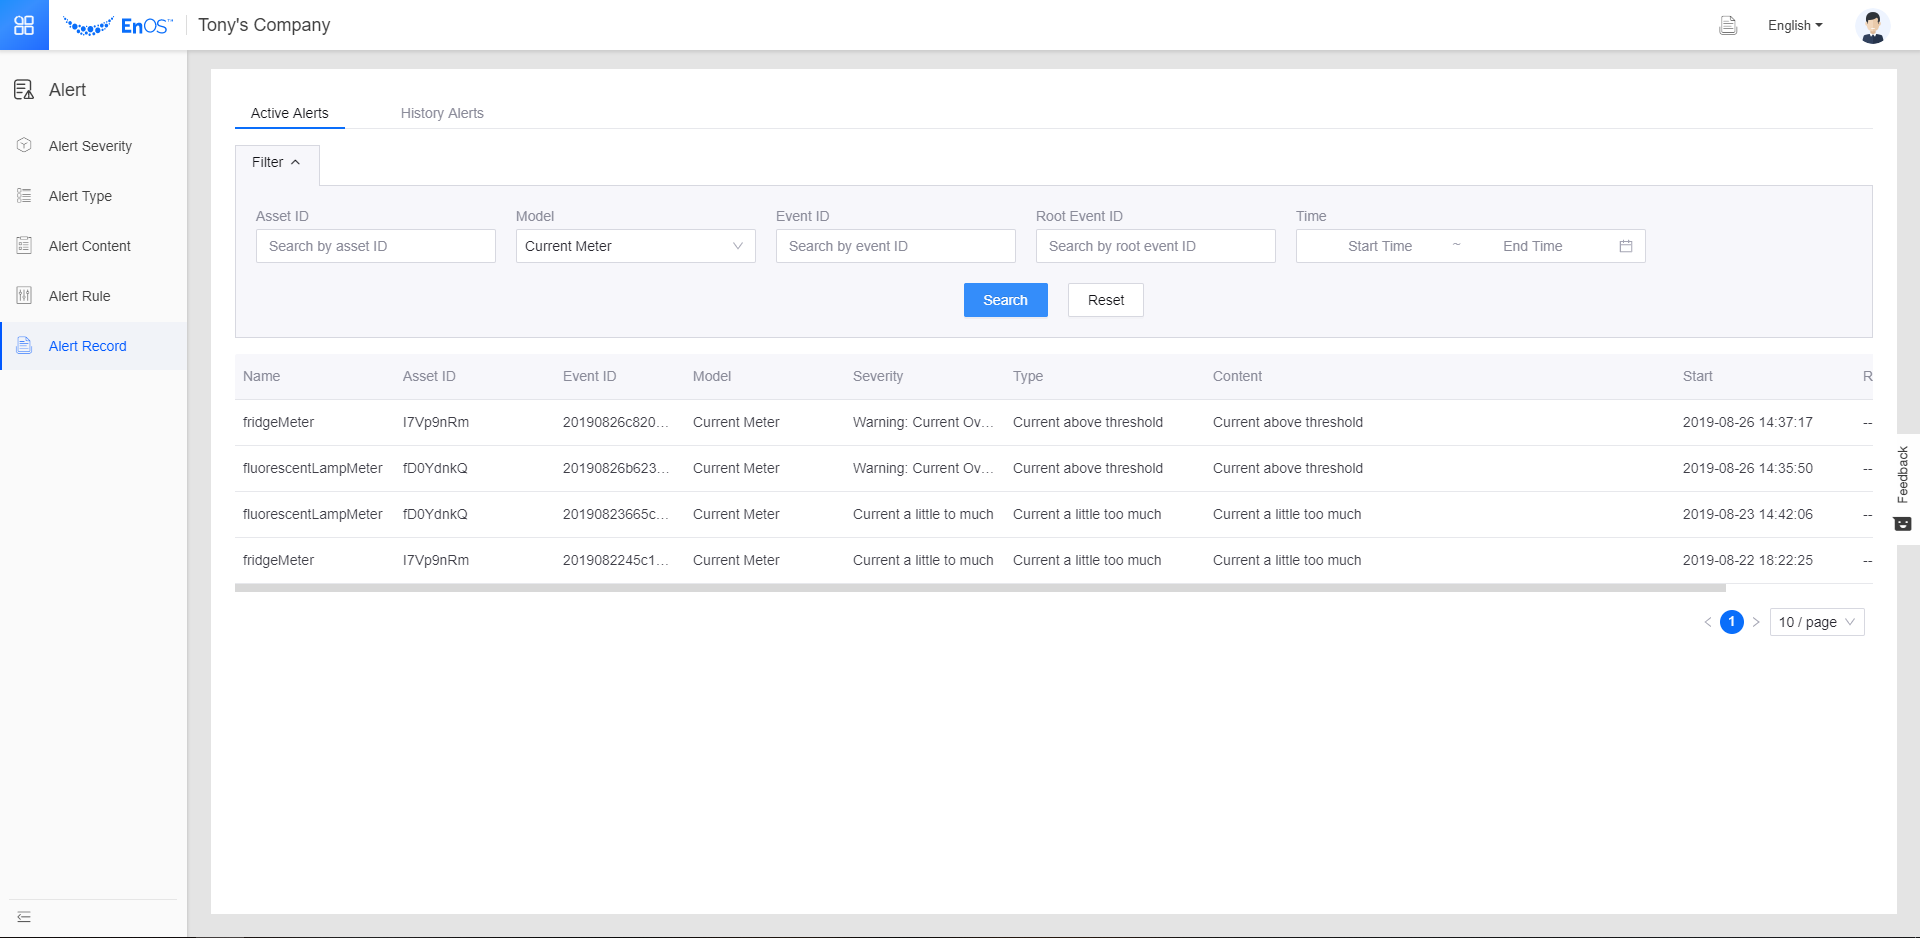 EnOS™ Tony's Company English
Alert
Alert Severity
Alert Type
Alert Content
Alert Rule
Alert Record
Active Alerts History Alerts
Filter
Asset ID Model Event ID Root Event ID Time
Search by asset ID Current Meter Search by event ID Search by root event ID Start Time ~ End Time
Search Reset
Name Asset ID Event ID Model Severity Type Content Start R
fridgeMeter I7Vp9nRm 20190826c820... Current Meter Warning: Current Ov... Current above threshold Current above threshold 2019-08-26 14:37:17 --
fluorescentLampMeter fD0YdnkQ 20190826b623... Current Meter Warning: Current Ov... Current above threshold Current above threshold 2019-08-26 14:35:50 --
fluorescentLampMeter fD0YdnkQ 20190823665c... Current Meter Current a little to much Current a little too much Current a little too much 2019-08-23 14:42:06 --
fridgeMeter I7Vp9nRm 2019082245c1... Current Meter Current a little to much Current a little too much Current a little too much 2019-08-22 18:22:25 --
1 10 / page
Feedback